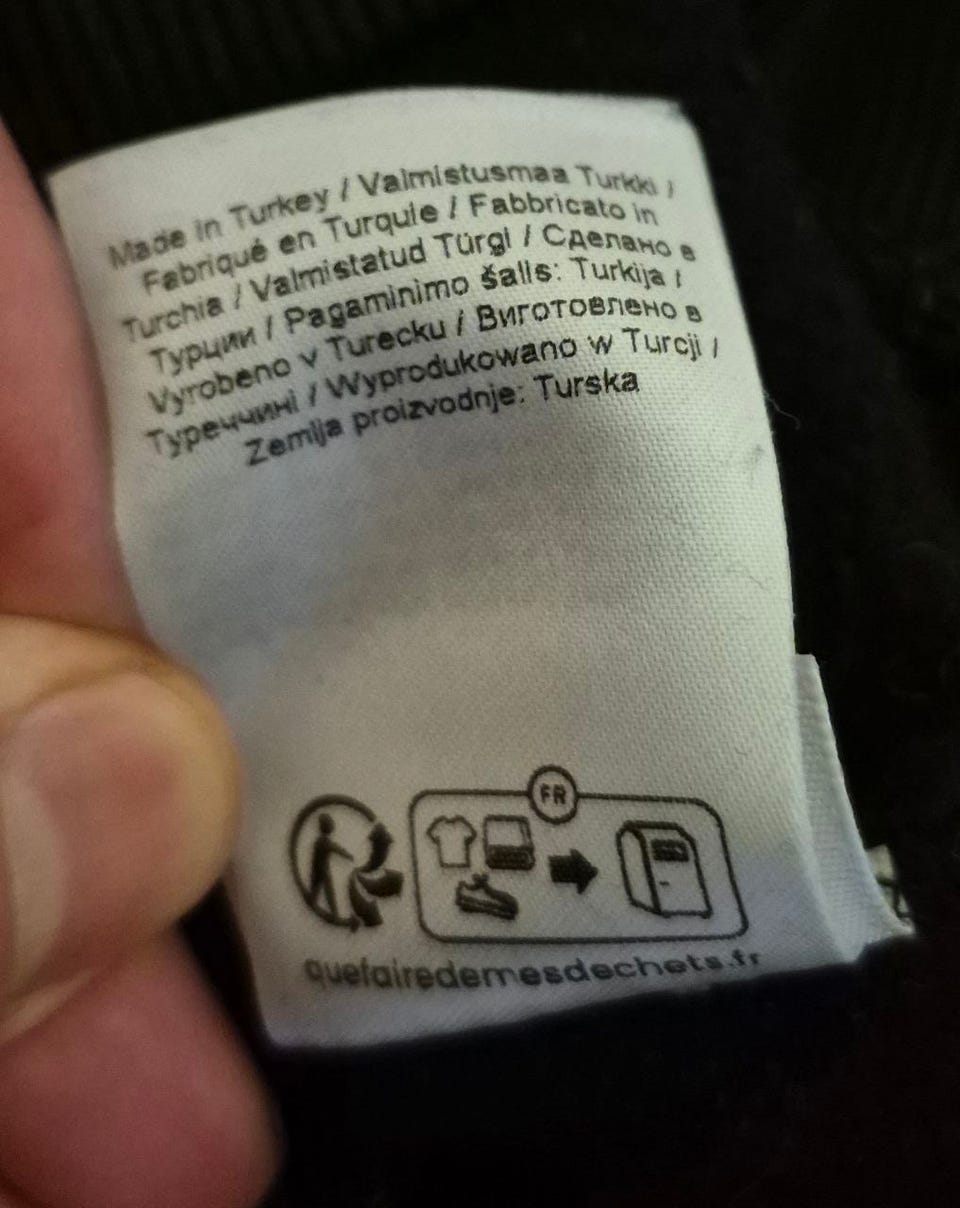 Made in Turkey / Valmistusmaa Turkki /
Fabriqué en Turquie / Fabbricato in
Turchia / Valmistatud Türgi / Сделано в
Турции / Pagaminimo šalis: Turkija /
Vyrobeno v Turecku / Виготовлено в
Туреччині / Wyprodukowano w Turcji /
Zemlja proizvodnje: Turska
FR
quefairedemesdechets.fr